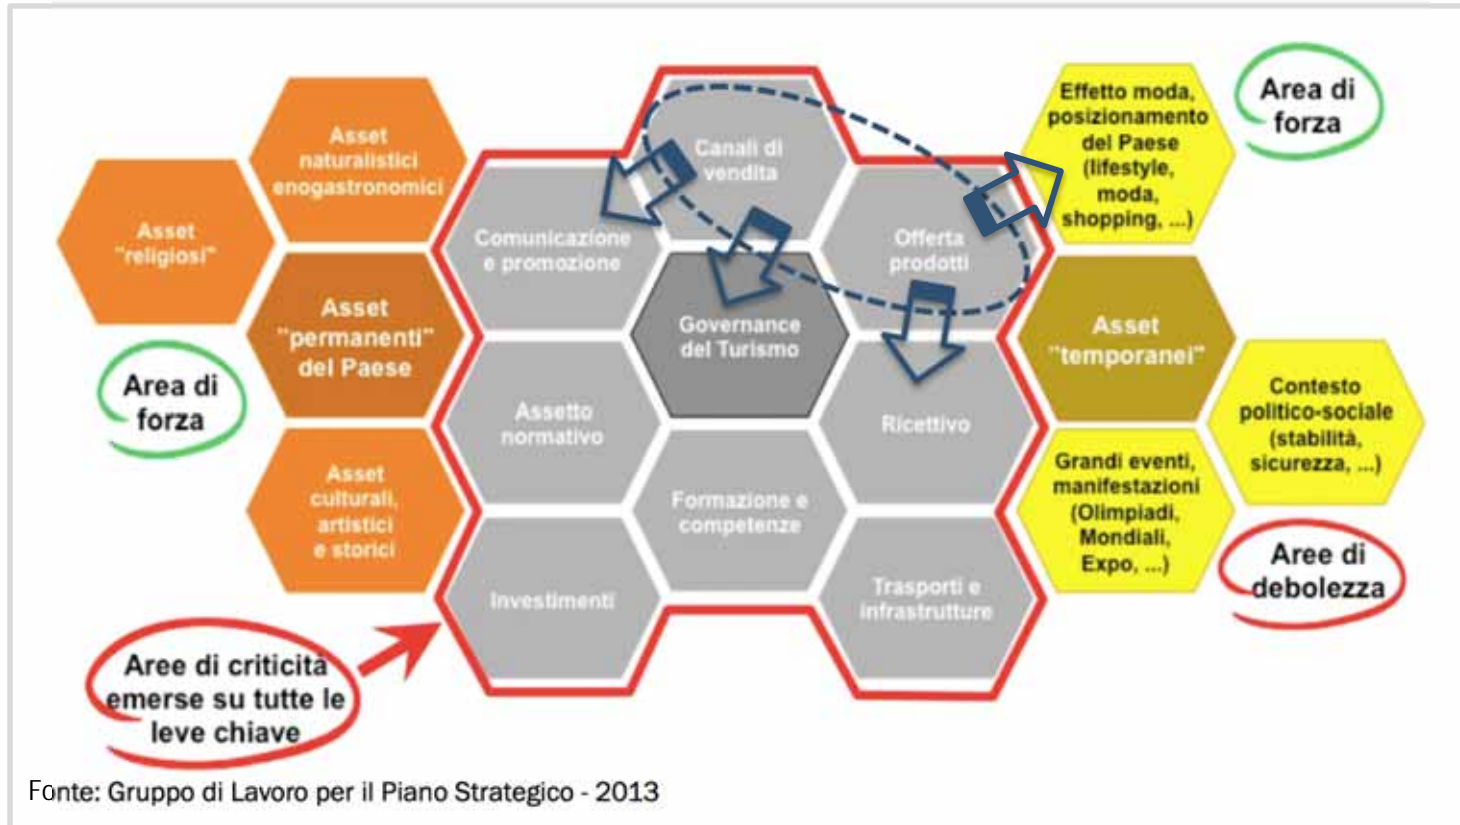 Asset
naturalistici
enogastronomici
Asset
"religiosi"
Asset
"permanenti"
del Paese
Area di
forza
Asset
culturali,
artistici
e storici
Aree di criticità
emerse su tutte le
leve chiave
Canali di
vendita
Comunicazione
e promozione
Offerta
prodotti
Governance
del Turismo
Assetto
normativo
Ricettivo
Formazione e
competenze
Investimenti
Trasporti e
infrastrutture
Effetto moda,
posizionamento
del Paese
(lifestyle,
moda,
shopping, ...)
Area di
forza
Asset
"temporanei"
Contesto
politico-sociale
(stabilità,
sicurezza, ...)
Grandi eventi,
manifestazioni
(Olimpiadi,
Mondiali,
Expo, ...)
Aree di
debolezza
Fonte: Gruppo di Lavoro per il Piano Strategico - 2013